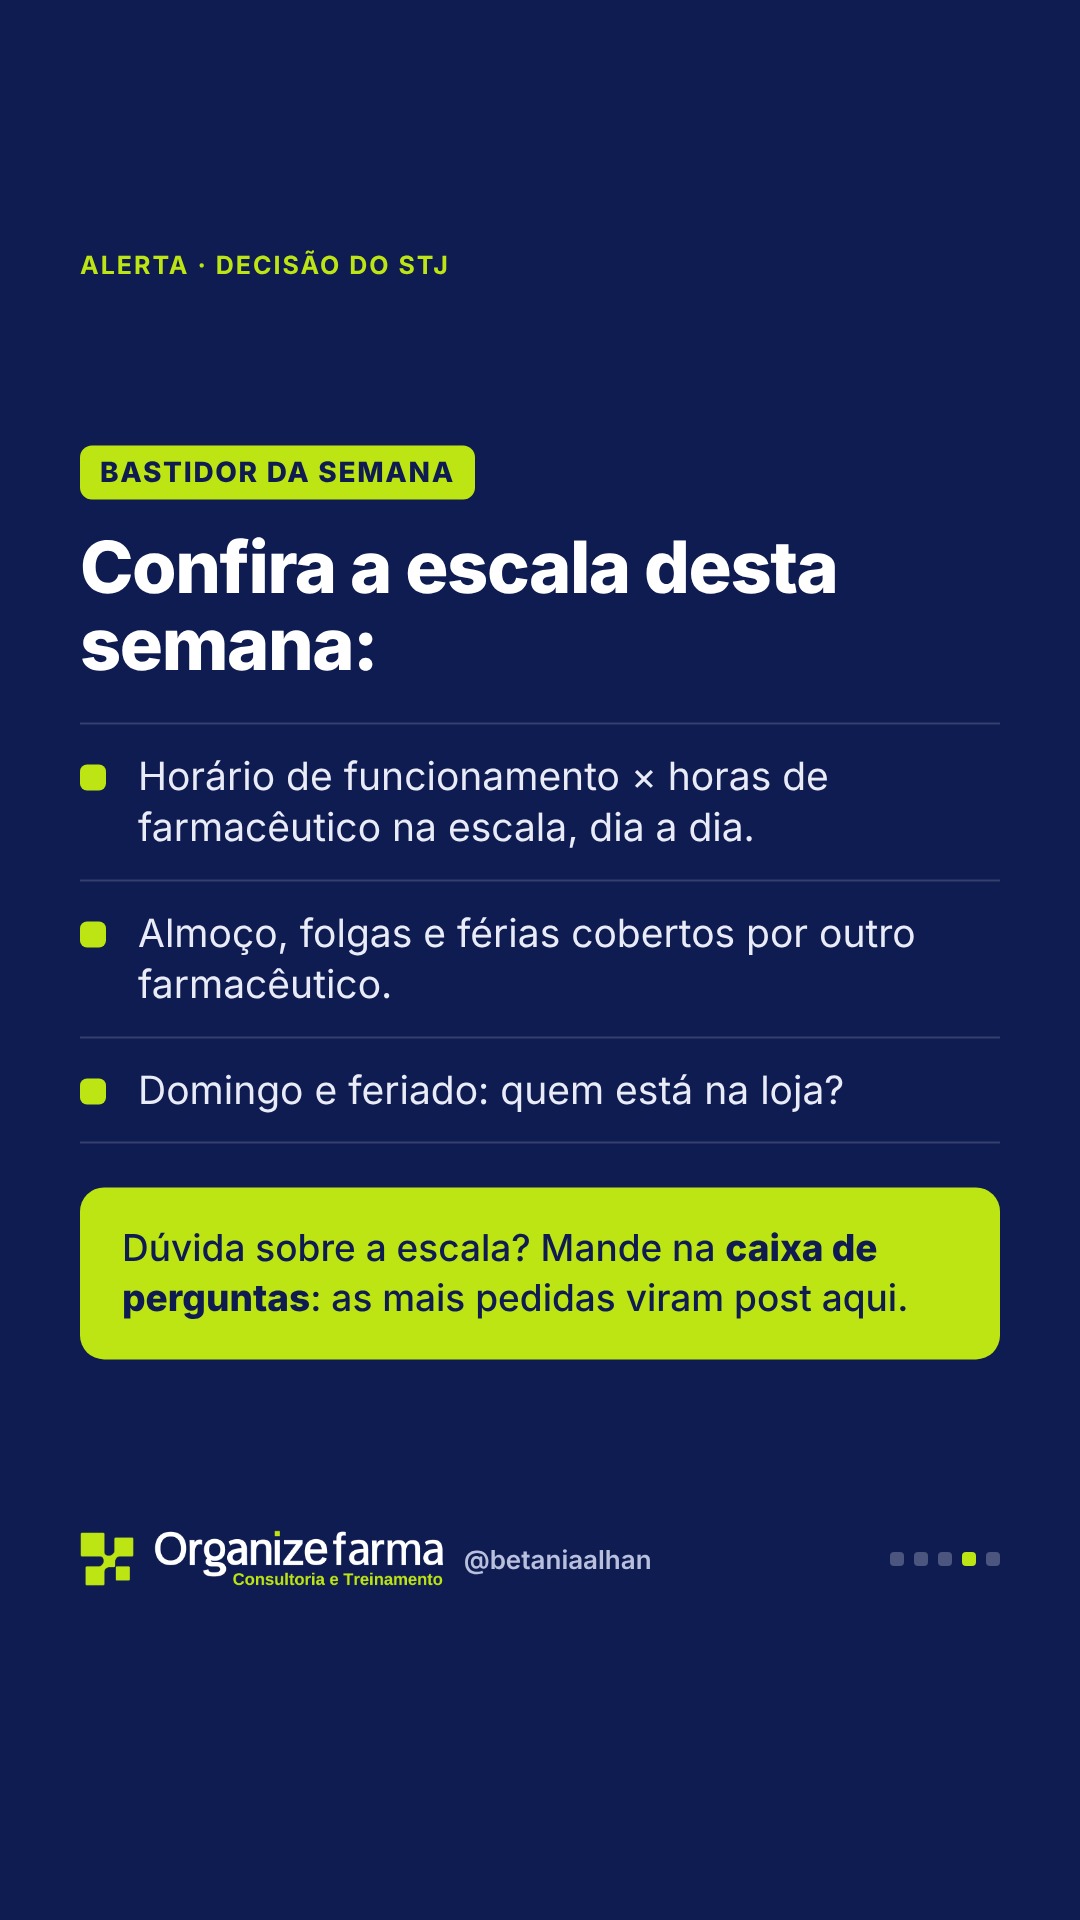 ALERTA · DECISÃO DO STJ
BASTIDOR DA SEMANA
Confira a escala desta
semana:
Horário de funcionamento × horas de
farmacêutico na escala, dia a dia.
Almoço, folgas e férias cobertos por outro
farmacêutico.
Domingo e feriado: quem está na loja?
Dúvida sobre a escala? Mande na caixa de
perguntas: as mais pedidas viram post aqui.
Organizefarma
Consultoria e Treinamento
@betaniaalhan